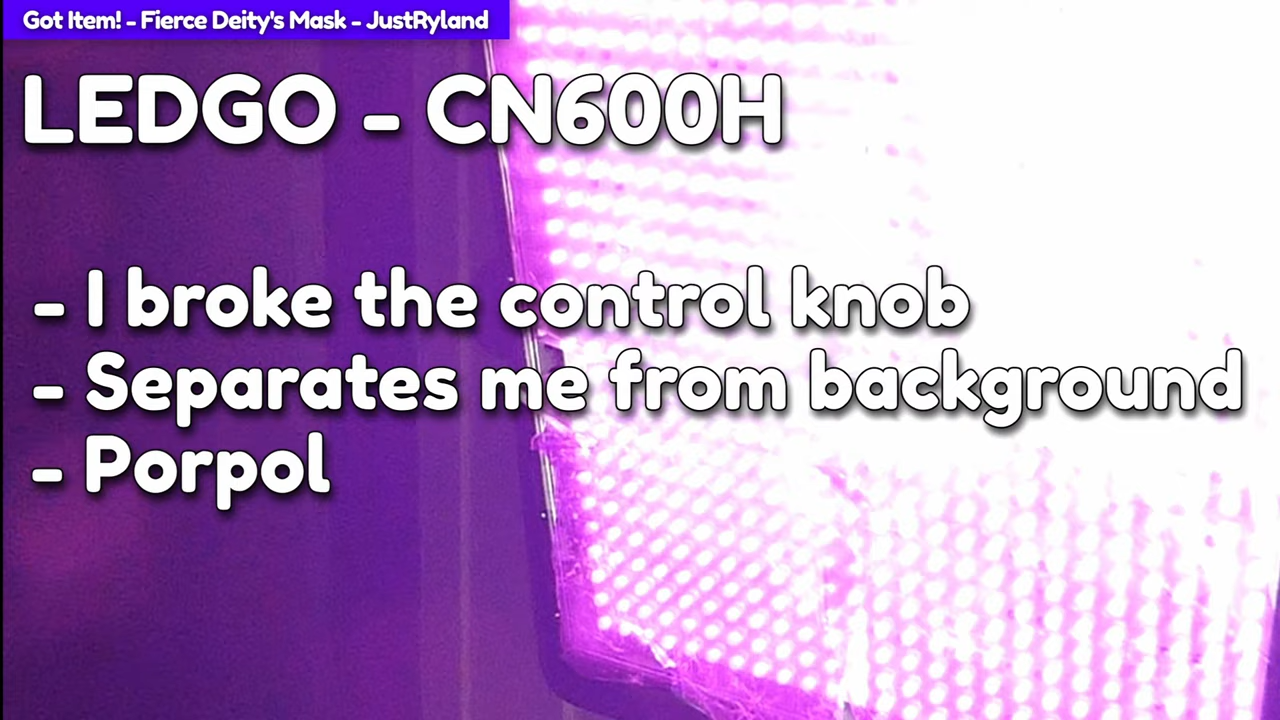 Got Item! - Fierce Deity's Mask - JustRyland
LEDGO - CN600H
- I broke the control knob
- Separates me from background
- Porpol